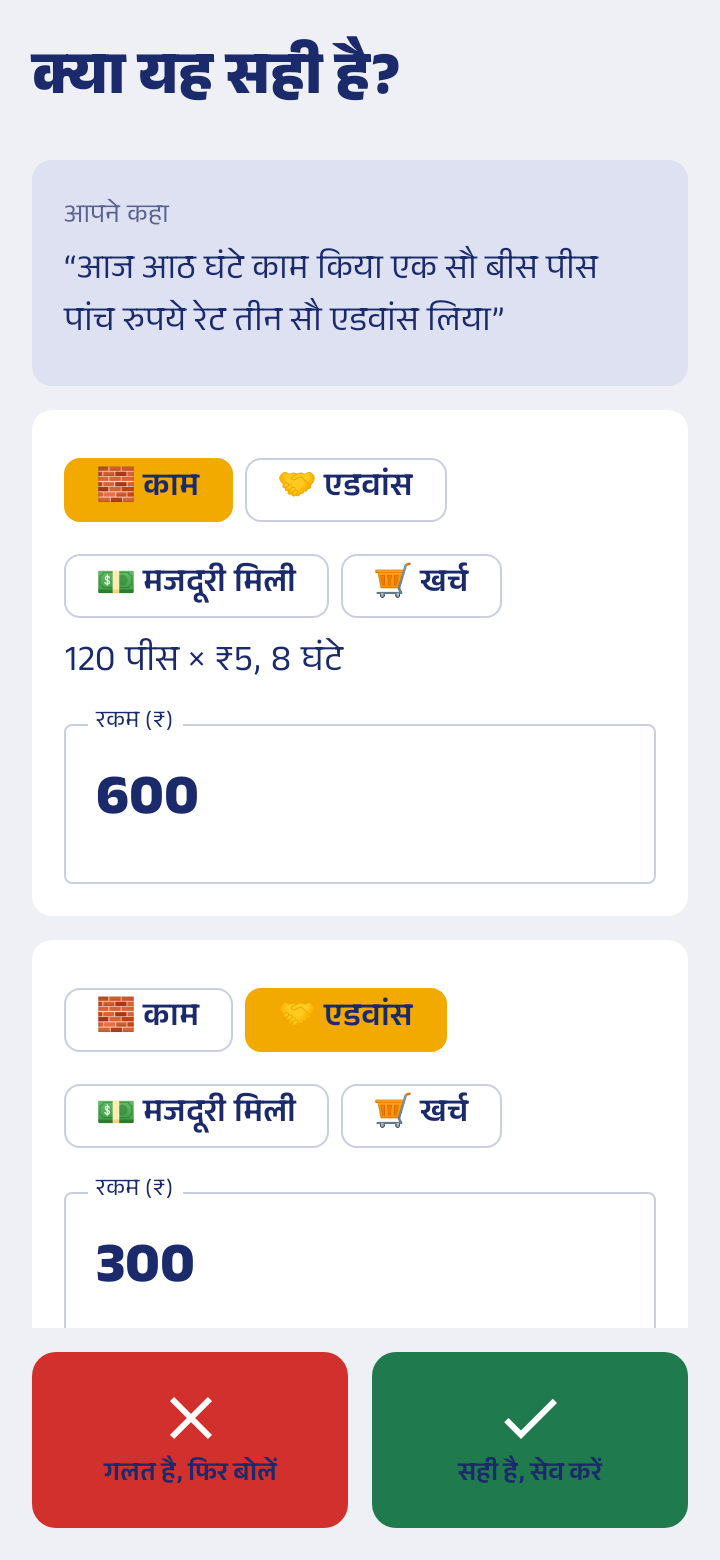 क्या यह सही है?
आपने कहा
“आज आठ घंटे काम किया एक सौ बीस पीस
पांच रुपये रेट तीन सौ एडवांस लिया”
काम
एडवांस
मजदूरी मिली
खर्च
120 पीस × ₹5, 8 घंटे
रकम (₹)
600
काम
एडवांस
मजदूरी मिली
खर्च
रकम (₹)
300
गलत है, फिर बोलें
सही है, सेव करें